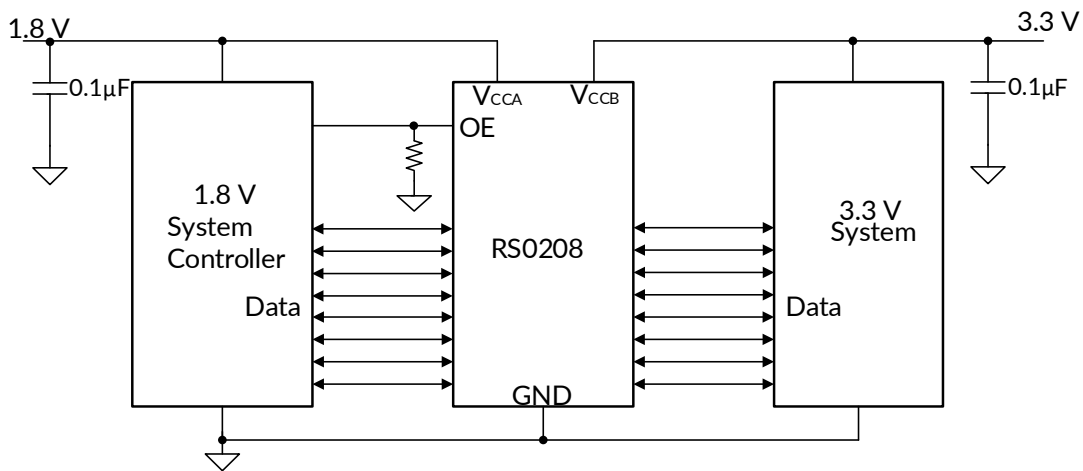 1.8 V
3.3 V
0.1µF
0.1µF
VCCA
VCCB
OE
1.8 V
System
Controller
Data
RS0208
GND
3.3 V
System
Data